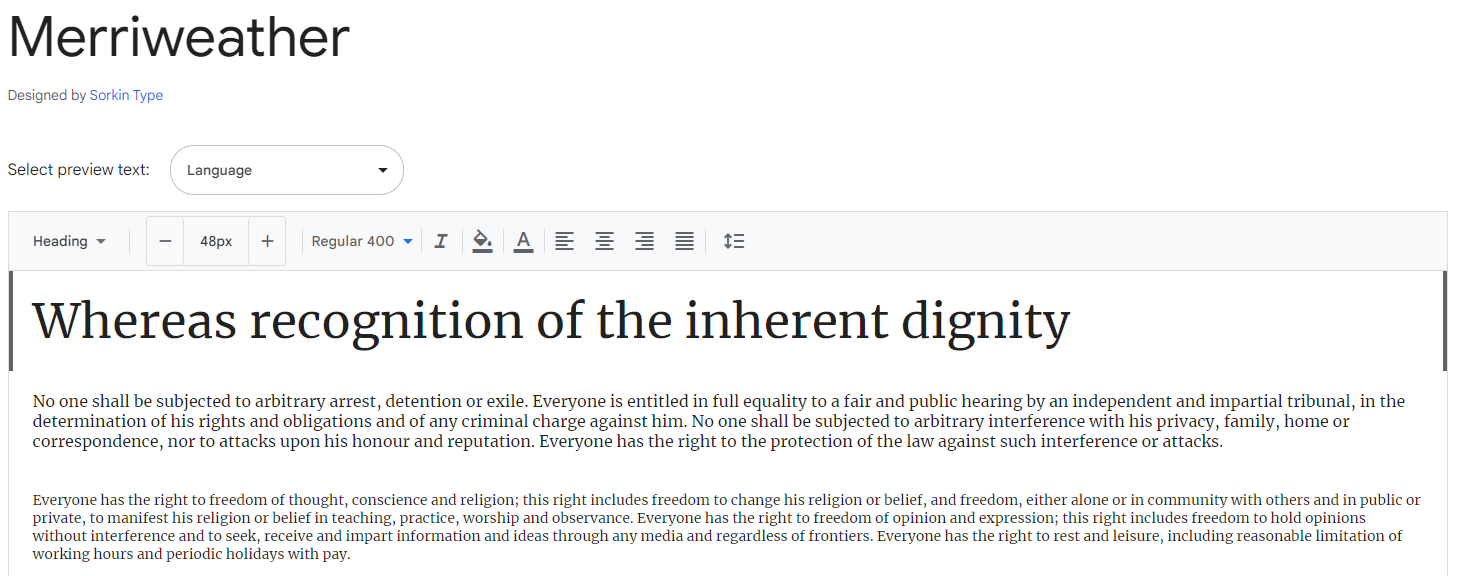 Merriweather
Designed by Sorkin Type
Select preview text: Language
Heading 48px Regular 400
Whereas recognition of the inherent dignity
No one shall be subjected to arbitrary arrest, detention or exile. Everyone is entitled in full equality to a fair and public hearing by an independent and impartial tribunal, in the
determination of his rights and obligations and of any criminal charge against him. No one shall be subjected to arbitrary interference with his privacy, family, home or
correspondence, nor to attacks upon his honour and reputation. Everyone has the right to the protection of the law against such interference or attacks.
Everyone has the right to freedom of thought, conscience and religion; this right includes freedom to change his religion or belief, and freedom, either alone or in community with others and in public or
private, to manifest his religion or belief in teaching, practice, worship and observance. Everyone has the right to freedom of opinion and expression; this right includes freedom to hold opinions
without interference and to seek, receive and impart information and ideas through any media and regardless of frontiers. Everyone has the right to rest and leisure, including reasonable limitation of
working hours and periodic holidays with pay.